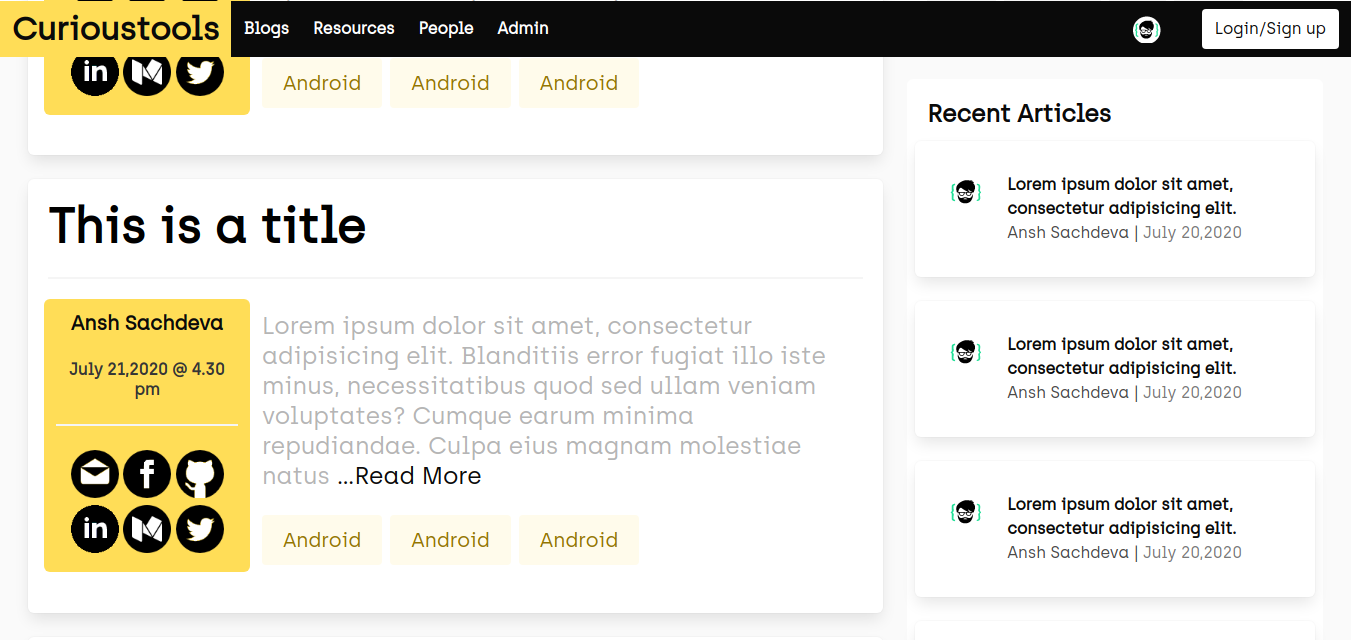 Curioustools
Blogs Resources People Admin
Login/Sign up
in
Android Android Android
This is a title
Ansh Sachdeva
July 21,2020 @ 4.30
pm
f
in
Lorem ipsum dolor sit amet, consectetur
adipisicing elit. Blanditiis error fugiat illo iste
minus, necessitatibus quod sed ullam veniam
voluptates? Cumque earum minima
repudiandae. Culpa eius magnam molestiae
natus ...Read More
Android Android Android
Recent Articles
Lorem ipsum dolor sit amet,
consectetur adipisicing elit.
Ansh Sachdeva | July 20,2020
Lorem ipsum dolor sit amet,
consectetur adipisicing elit.
Ansh Sachdeva | July 20,2020
Lorem ipsum dolor sit amet,
consectetur adipisicing elit.
Ansh Sachdeva | July 20,2020